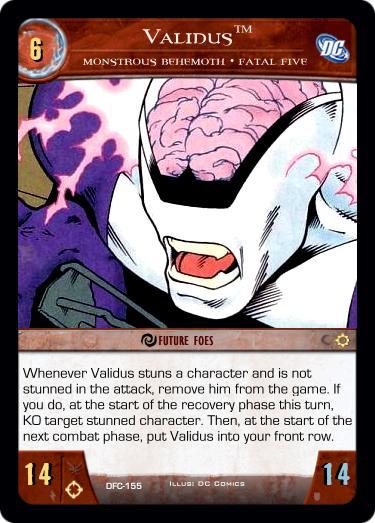 6
VALIDUS™
DC
MONSTROUS BEHEMOTH • FATAL FIVE
FUTURE FOES
Whenever Validus stuns a character and is not
stunned in the attack, remove him from the game. If
you do, at the start of the recovery phase this turn,
KO target stunned character. Then, at the start of the
next combat phase, put Validus into your front row.
14
DFC-155
ILLUS: DC COMICS
14